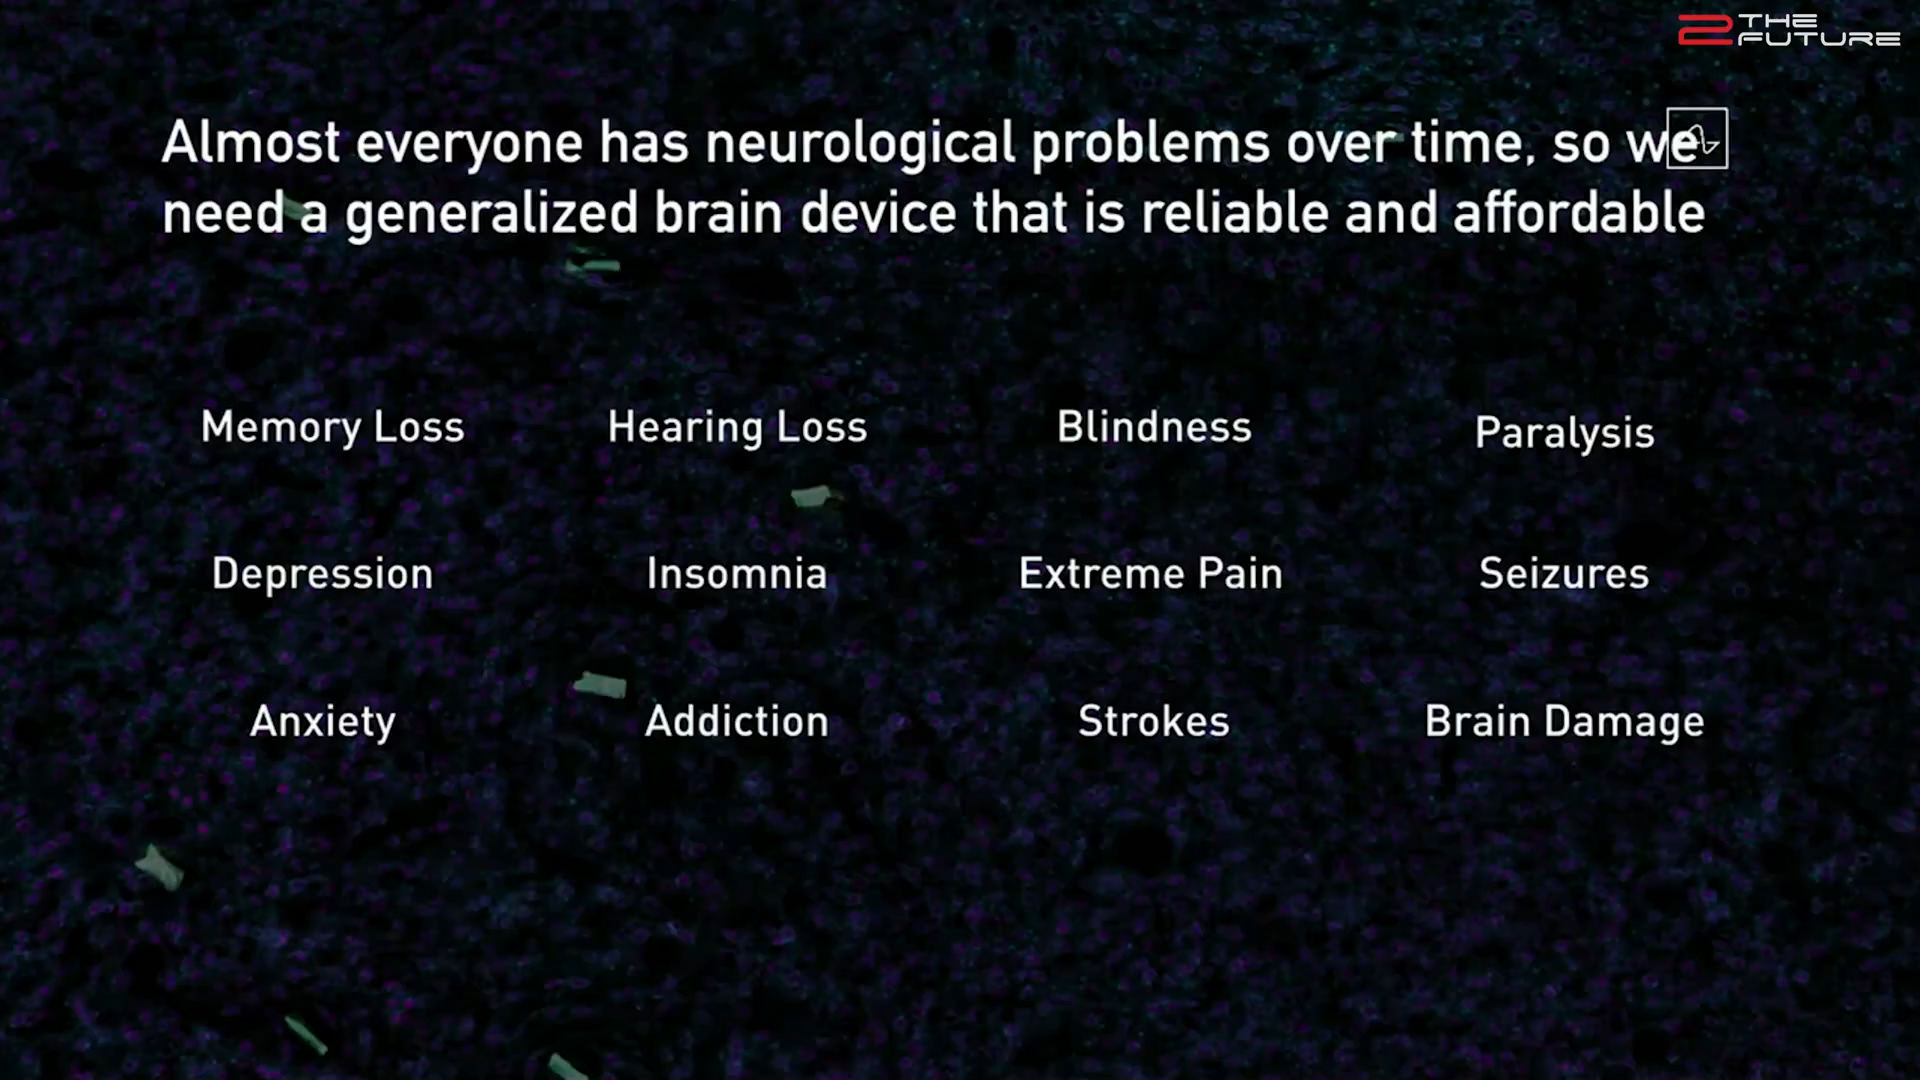 2 THE FUTURE
Almost everyone has neurological problems over time, so we
need a generalized brain device that is reliable and affordable
Memory Loss Hearing Loss Blindness Paralysis
Depression Insomnia Extreme Pain Seizures
Anxiety Addiction Strokes Brain Damage